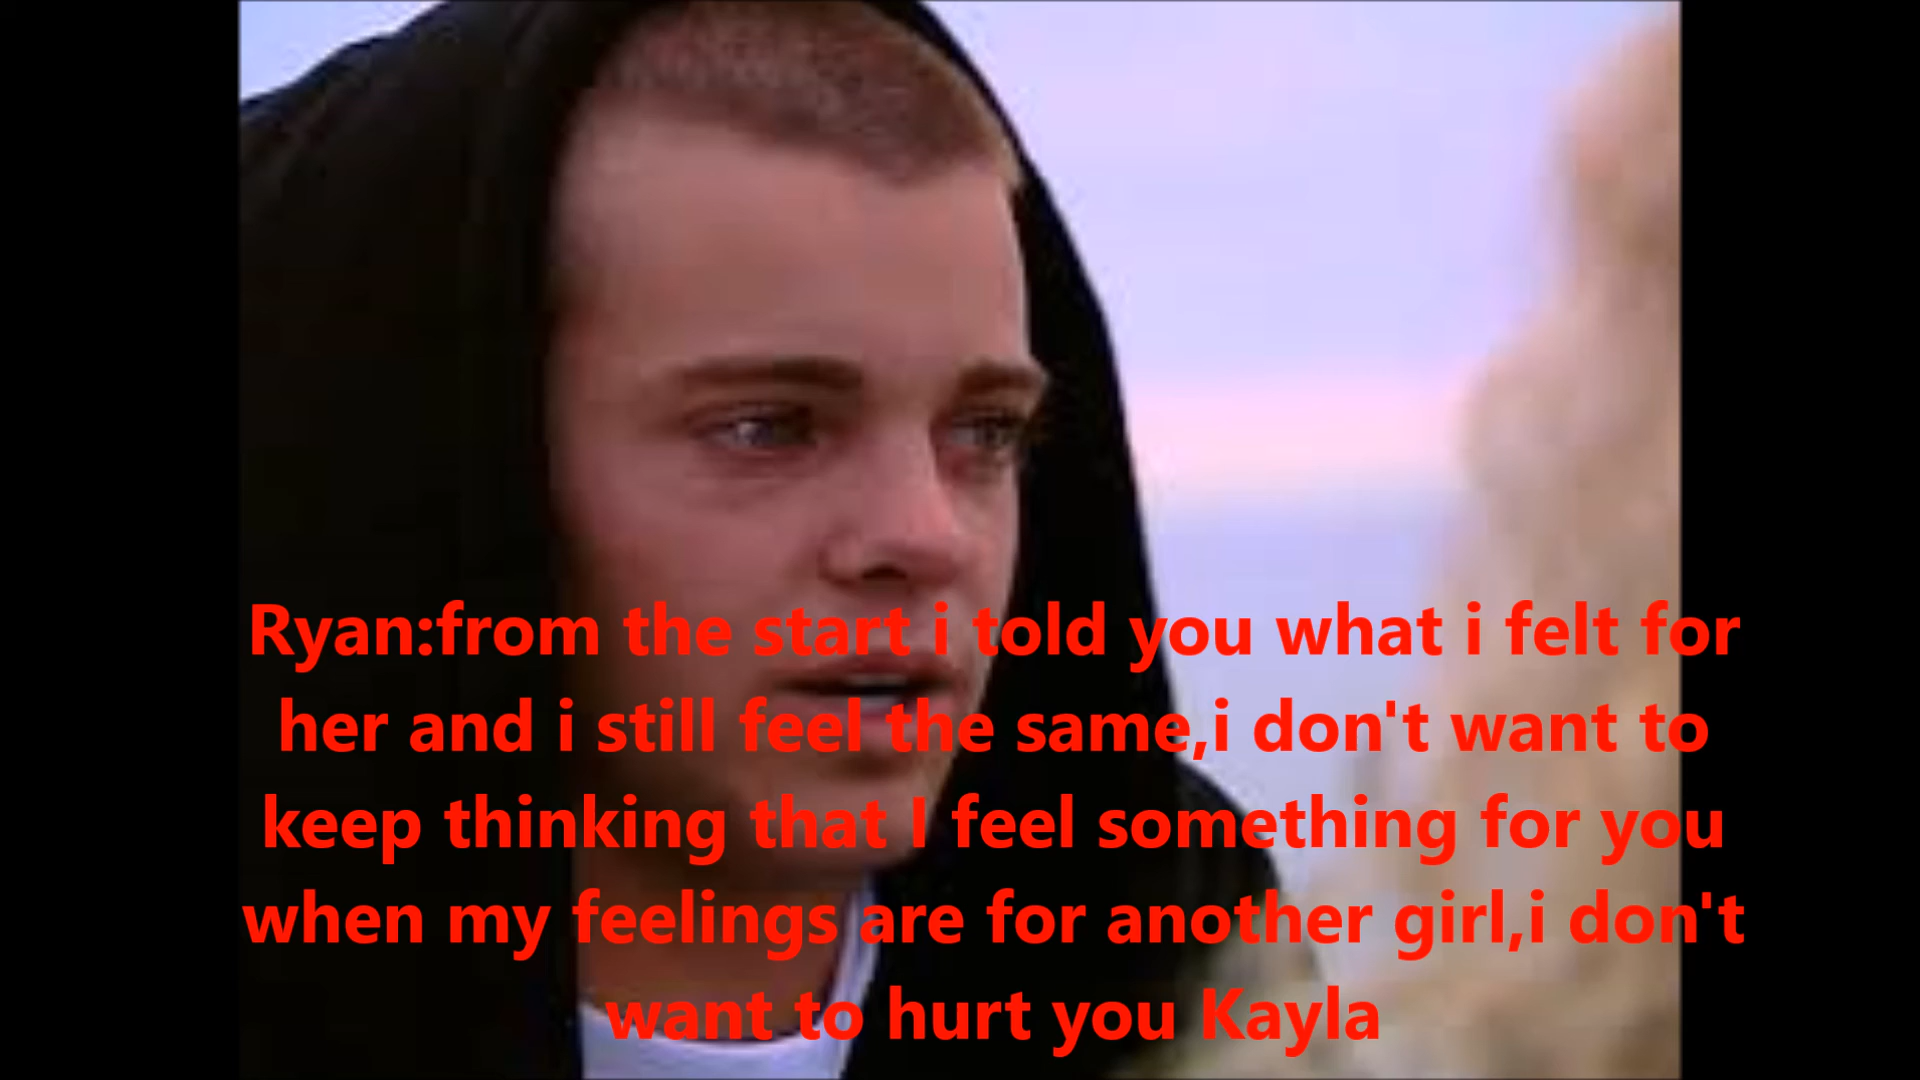 Ryan:from the start i told you what i felt for
her and i still feel the same,i don't want to
keep thinking that I feel something for you
when my feelings are for another girl,i don't
want to hurt you Kayla